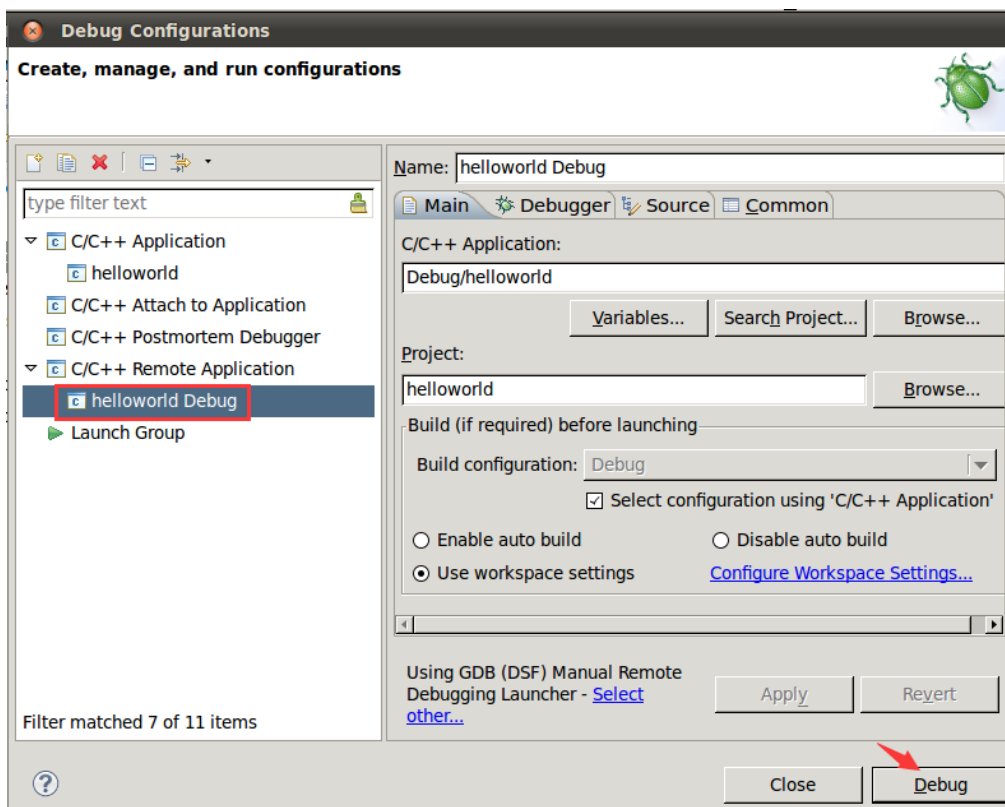 Debug Configurations
Create, manage, and run configurations
type filter text
C/C++ Application
helloworld
C/C++ Attach to Application
C/C++ Postmortem Debugger
C/C++ Remote Application
helloworld Debug
Launch Group
Filter matched 7 of 11 items
Name: helloworld Debug
Main Debugger Source Common
C/C++ Application:
Debug/helloworld
Variables... Search Project... Browse...
Project:
helloworld Browse...
Build (if required) before launching
Build configuration: Debug
Select configuration using 'C/C++ Application'
Enable auto build Disable auto build
Use workspace settings Configure Workspace Settings...
Using GDB (DSF) Manual Remote
Debugging Launcher - Select
other...
Apply Revert
? Close Debug